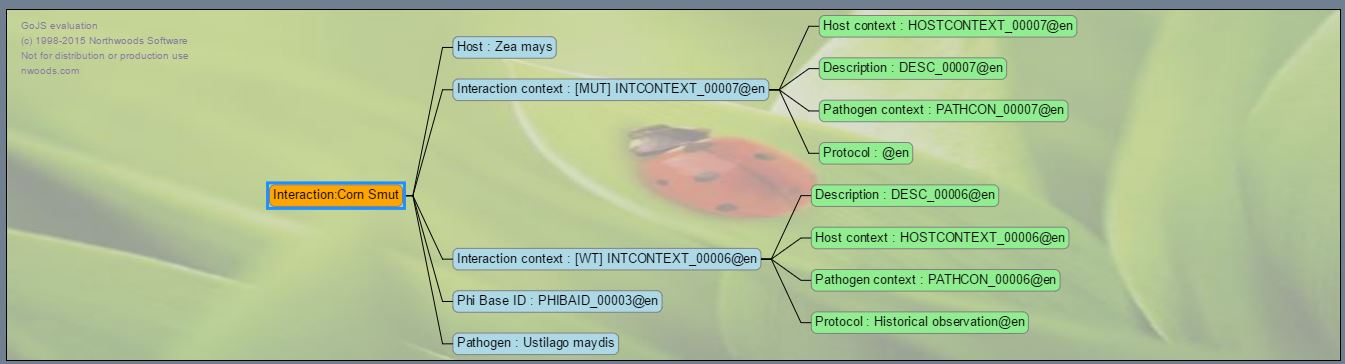 GoJS evaluation
(c) 1998-2015 Northwoods Software
Not for distribution or production use
nwoods.com
Interaction:Corn Smut
Host : Zea mays
Interaction context : [MUT] INTCONTEXT_00007@en
Host context : HOSTCONTEXT_00007@en
Description : DESC_00007@en
Pathogen context : PATHCON_00007@en
Protocol : @en
Interaction context : [WT] INTCONTEXT_00006@en
Description : DESC_00006@en
Host context : HOSTCONTEXT_00006@en
Pathogen context : PATHCON_00006@en
Protocol : Historical observation@en
Phi Base ID : PHIBAID_00003@en
Pathogen : Ustilago maydis